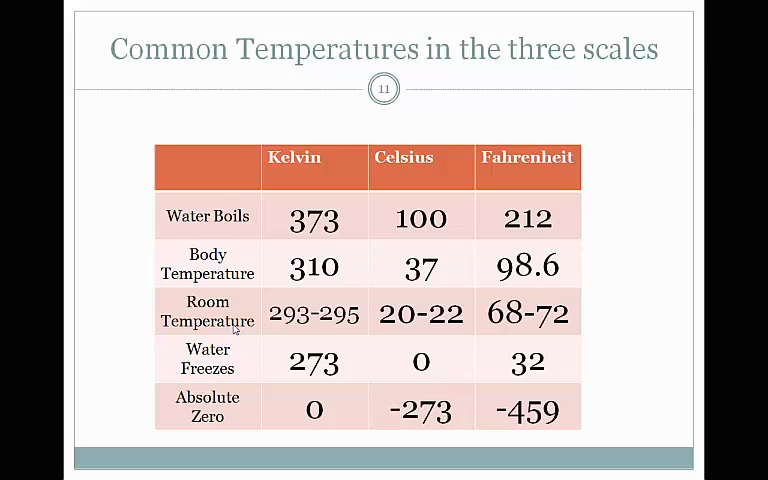 Common Temperatures in the three scales
11
Kelvin Celsius Fahrenheit
Water Boils 373 100 212
Body
Temperature 310 37 98.6
Room
Temperature 293-295 20-22 68-72
Water
Freezes 273 0 32
Absolute
Zero 0 -273 -459